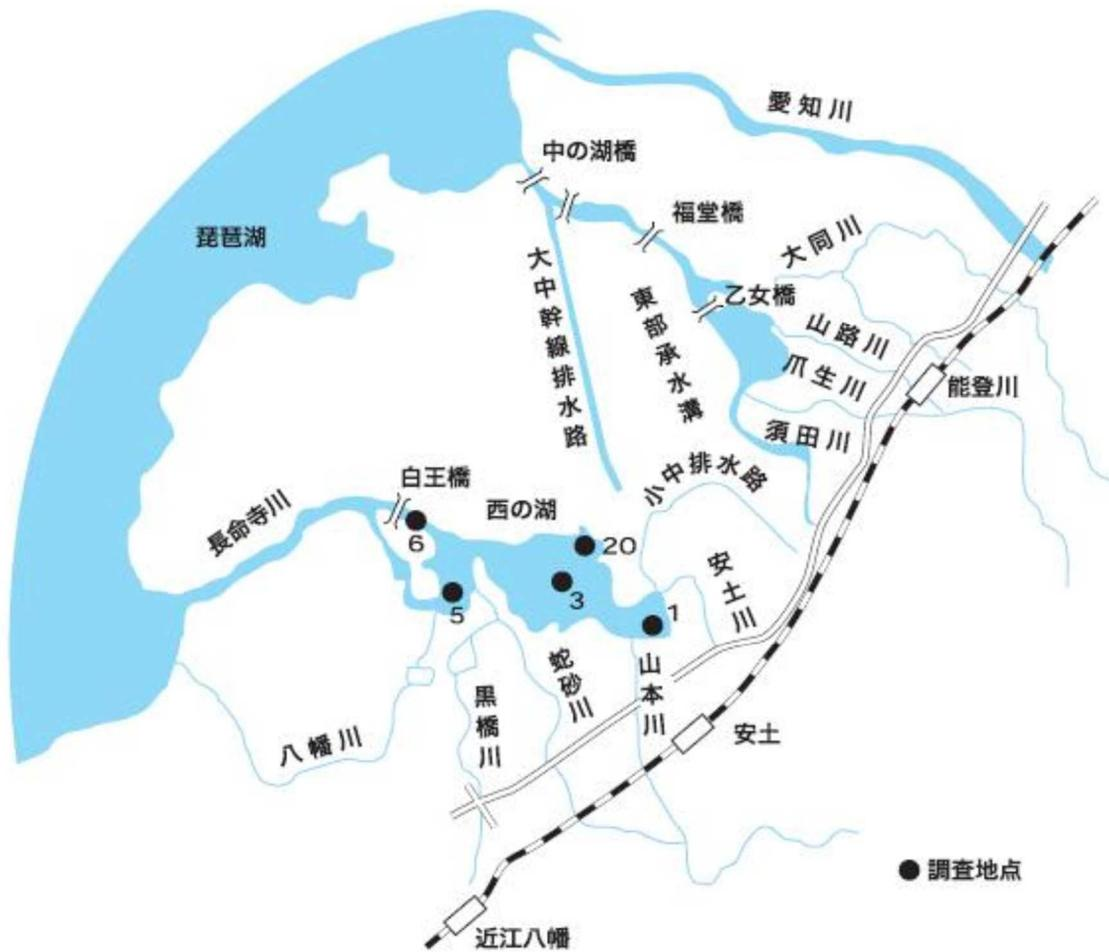 愛知川
中の湖橋
福堂橋
琵琶湖
大同川
大中幹線排水路
東部承水溝
乙女橋
山路川
爪生川
能登川
須田川
小中排水路
白王橋
西の湖
長命寺川
6
20
安土川
3
5
1
蛇砂川
山本川
黒橋川
八幡川
安土
調査地点
近江八幡